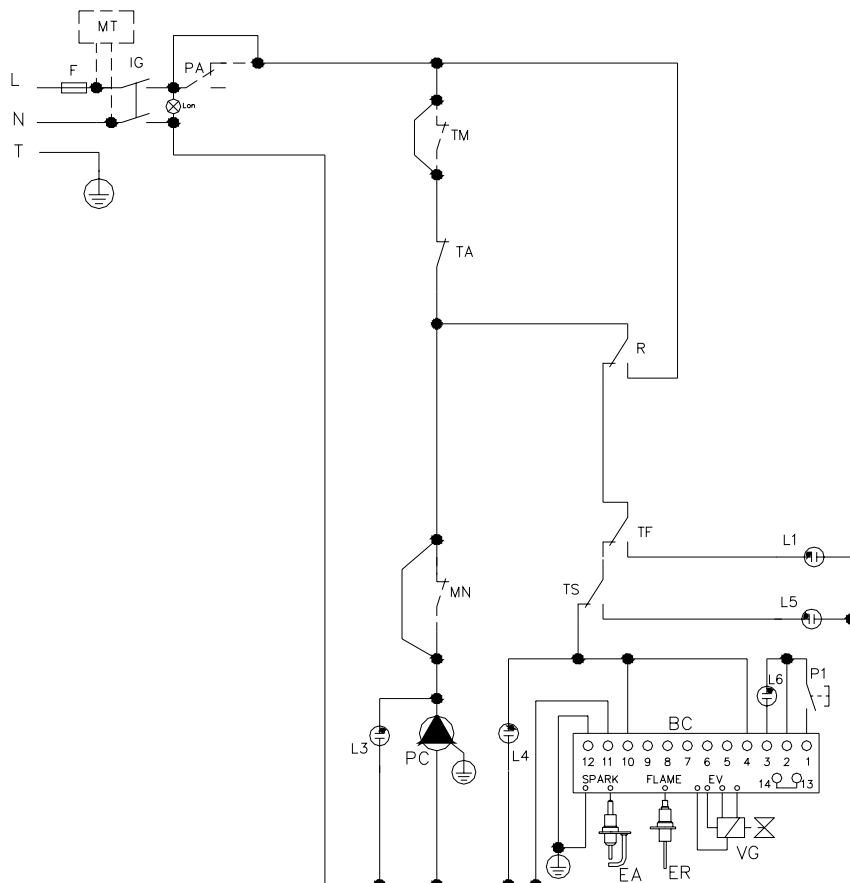 MT
L
F
IG
PA
Lon
N
T
TM
TA
R
TF
L1
TS
L5
MN
L6
P1
L3
PC
L4
BC
12 11 10 9 8 7 6 5 4 3 2 1
SPARK FLAME EV 14 13
EA ER VG